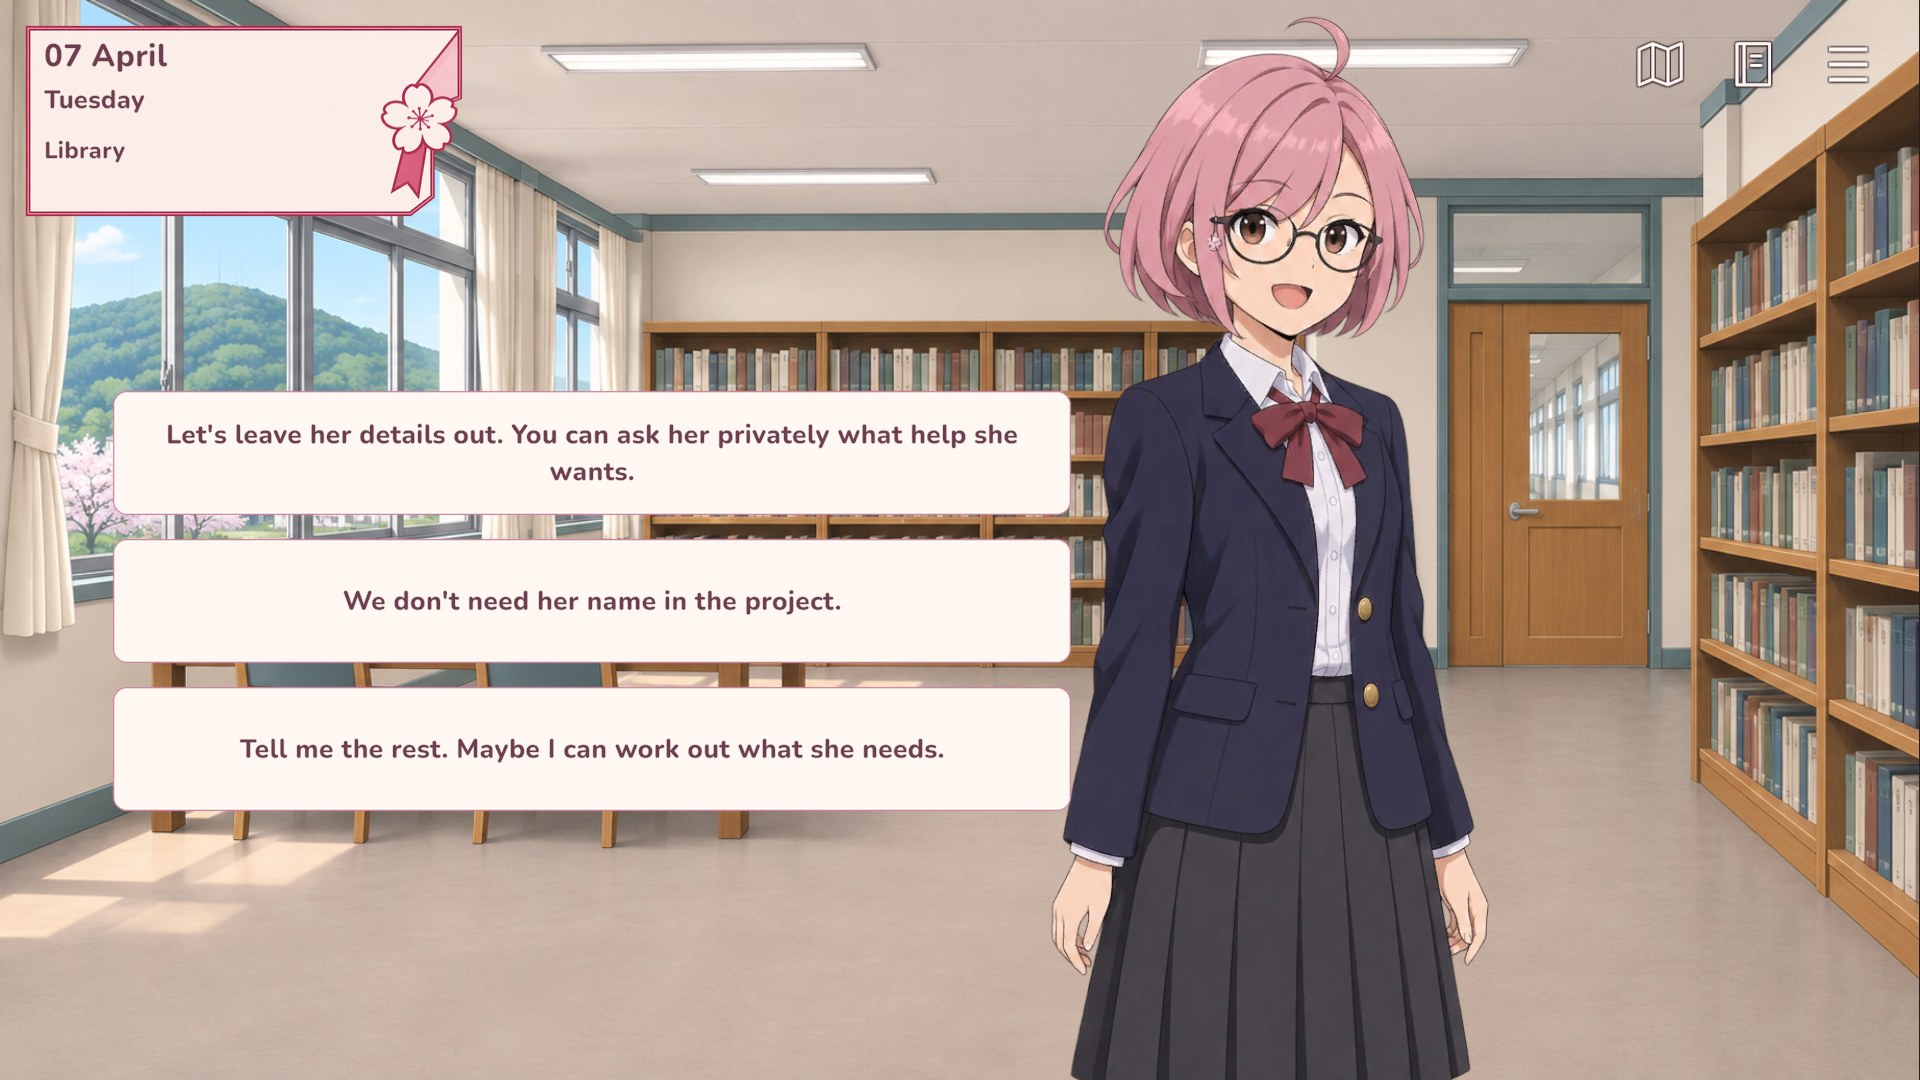 07 April
Tuesday
Library
Let's leave her details out. You can ask her privately what help she
wants.
We don't need her name in the project.
Tell me the rest. Maybe I can work out what she needs.